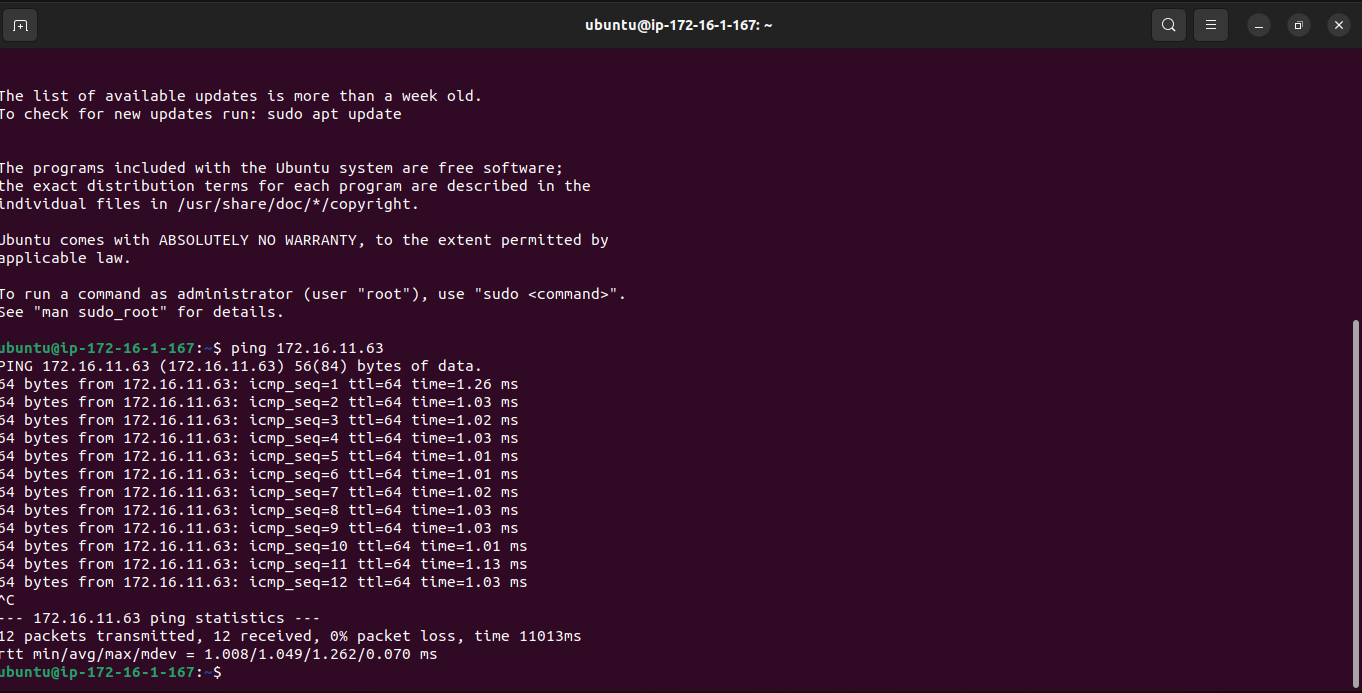 ubuntu@ip-172-16-1-167: ~
The list of available updates is more than a week old.
To check for new updates run: sudo apt update
The programs included with the Ubuntu system are free software;
the exact distribution terms for each program are described in the
individual files in /usr/share/doc/*/copyright.
Ubuntu comes with ABSOLUTELY NO WARRANTY, to the extent permitted by
applicable law.
To run a command as administrator (user "root"), use "sudo <command>".
See "man sudo_root" for details.
ubuntu@ip-172-16-1-167:~$ ping 172.16.11.63
PING 172.16.11.63 (172.16.11.63) 56(84) bytes of data.
64 bytes from 172.16.11.63: icmp_seq=1 ttl=64 time=1.26 ms
64 bytes from 172.16.11.63: icmp_seq=2 ttl=64 time=1.03 ms
64 bytes from 172.16.11.63: icmp_seq=3 ttl=64 time=1.02 ms
64 bytes from 172.16.11.63: icmp_seq=4 ttl=64 time=1.03 ms
64 bytes from 172.16.11.63: icmp_seq=5 ttl=64 time=1.01 ms
64 bytes from 172.16.11.63: icmp_seq=6 ttl=64 time=1.01 ms
64 bytes from 172.16.11.63: icmp_seq=7 ttl=64 time=1.02 ms
64 bytes from 172.16.11.63: icmp_seq=8 ttl=64 time=1.03 ms
64 bytes from 172.16.11.63: icmp_seq=9 ttl=64 time=1.03 ms
64 bytes from 172.16.11.63: icmp_seq=10 ttl=64 time=1.01 ms
64 bytes from 172.16.11.63: icmp_seq=11 ttl=64 time=1.13 ms
64 bytes from 172.16.11.63: icmp_seq=12 ttl=64 time=1.03 ms
^C
--- 172.16.11.63 ping statistics ---
12 packets transmitted, 12 received, 0% packet loss, time 11013ms
rtt min/avg/max/mdev = 1.008/1.049/1.262/0.070 ms
ubuntu@ip-172-16-1-167:~$